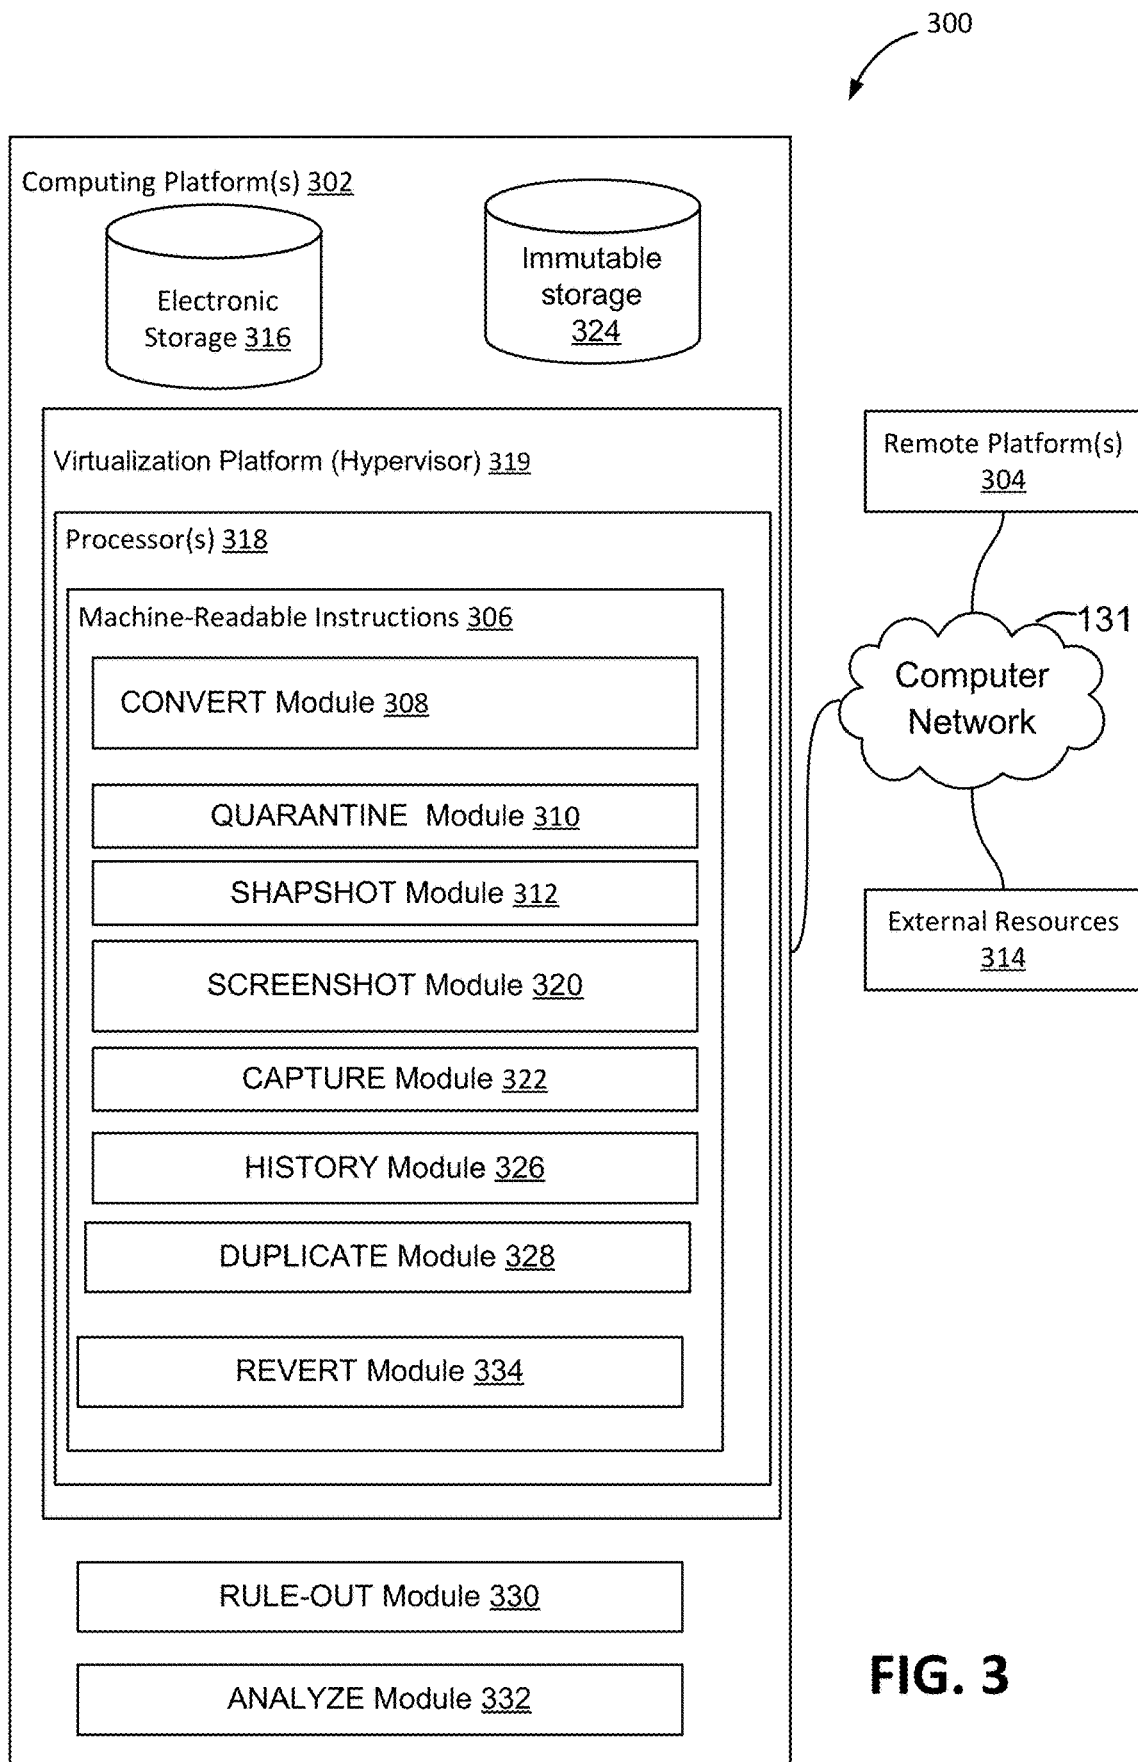 300
Computing Platform(s) 302
Electronic
Storage 316
Immutable
storage
324
Virtualization Platform (Hypervisor) 319
Processor(s) 318
Machine-Readable Instructions 306
CONVERT Module 308
QUARANTINE Module 310
SHAPSHOT Module 312
SCREENSHOT Module 320
CAPTURE Module 322
HISTORY Module 326
DUPLICATE Module 328
REVERT Module 334
RULE-OUT Module 330
ANALYZE Module 332
Remote Platform(s)
304
131
Computer
Network
External Resources
314
FIG. 3